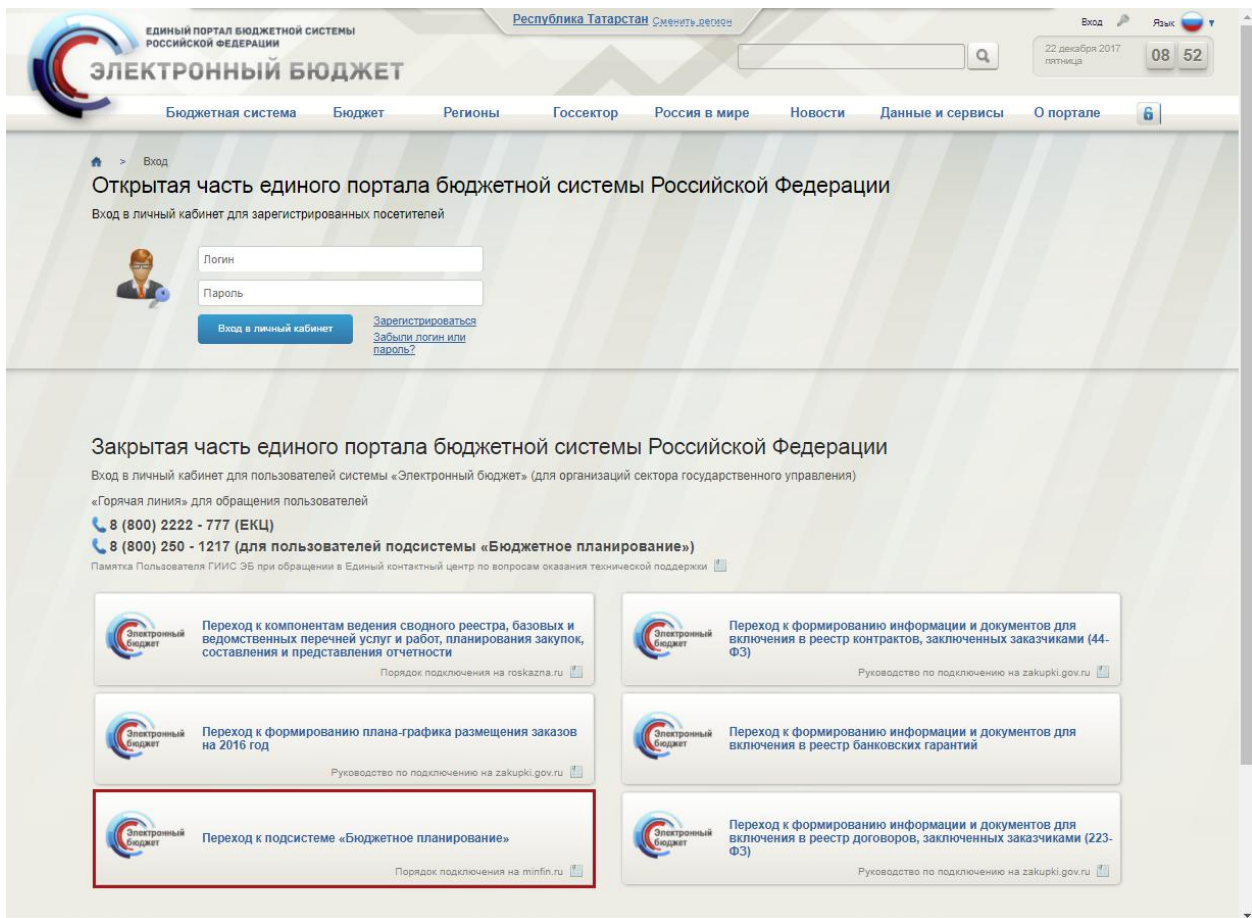 Республика Татарстан Сменить регион
Вход
Язык
ЕДИНЫЙ ПОРТАЛ БЮДЖЕТНОЙ СИСТЕМЫ
РОССИЙСКОЙ ФЕДЕРАЦИИ
ЭЛЕКТРОННЫЙ БЮДЖЕТ
22 декабря 2017
пятница
08 52
Бюджетная система Бюджет Регионы Госсектор Россия в мире Новости Данные и сервисы О портале
> Вход
Открытая часть единого портала бюджетной системы Российской Федерации
Вход в личный кабинет для зарегистрированных посетителей
Логин
Пароль
Вход в личный кабинет
Зарегистрироваться
Забыли логин или
пароль?
Закрытая часть единого портала бюджетной системы Российской Федерации
Вход в личный кабинет для пользователей системы «Электронный бюджет» (для организаций сектора государственного управления)
«Горячая линия» для обращения пользователей
8 (800) 2222 - 777 (ЕКЦ)
8 (800) 250 - 1217 (для пользователей подсистемы «Бюджетное планирование»)
Памятка Пользователя ГИИС ЭБ при обращении в Единый контактный центр по вопросам оказания технической поддержки
Электронный
бюджет
Переход к компонентам ведения сводного реестра, базовых и
ведомственных перечней услуг и работ, планирования закупок,
составления и представления отчетности
Порядок подключения на roskazna.ru
Электронный
бюджет
Переход к формированию информации и документов для
включения в реестр контрактов, заключенных заказчиками (44-
ФЗ)
Руководство по подключению на zakupki.gov.ru
Электронный
бюджет
Переход к формированию плана-графика размещения заказов
на 2016 год
Руководство по подключению на zakupki.gov.ru
Электронный
бюджет
Переход к формированию информации и документов для
включения в реестр банковских гарантий
Электронный
бюджет
Переход к подсистеме «Бюджетное планирование»
Порядок подключения на minfin.ru
Электронный
бюджет
Переход к формированию информации и документов для
включения в реестр договоров, заключенных заказчиками (223-
ФЗ)
Руководство по подключению на zakupki.gov.ru